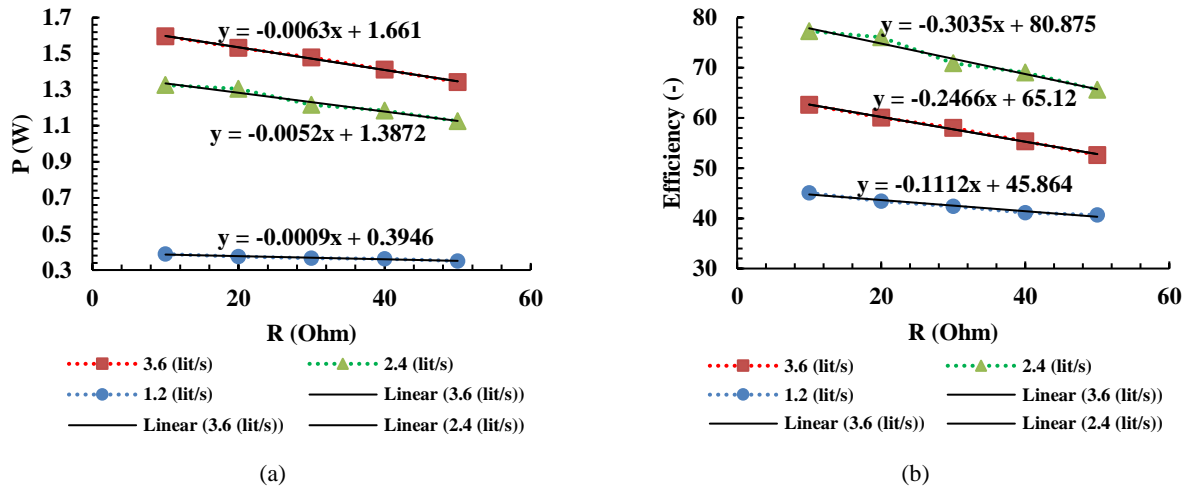 1.7
1.5
1.3
1.1
0.9
0.7
0.5
0.3
P (W)
y = -0.0063x + 1.661
y = -0.0052x + 1.3872
y = -0.0009x + 0.3946
0 20 40 60
R (Ohm)
3.6 (lit/s) 2.4 (lit/s)
1.2 (lit/s) Linear (3.6 (lit/s))
Linear (3.6 (lit/s)) Linear (2.4 (lit/s))
(a)
80
70
60
50
40
30
Efficiency (-)
y = -0.3035x + 80.875
y = -0.2466x + 65.12
y = -0.1112x + 45.864
0 20 40 60
R (Ohm)
3.6 (lit/s) 2.4 (lit/s)
1.2 (lit/s) Linear (3.6 (lit/s))
Linear (3.6 (lit/s)) Linear (2.4 (lit/s))
(b)